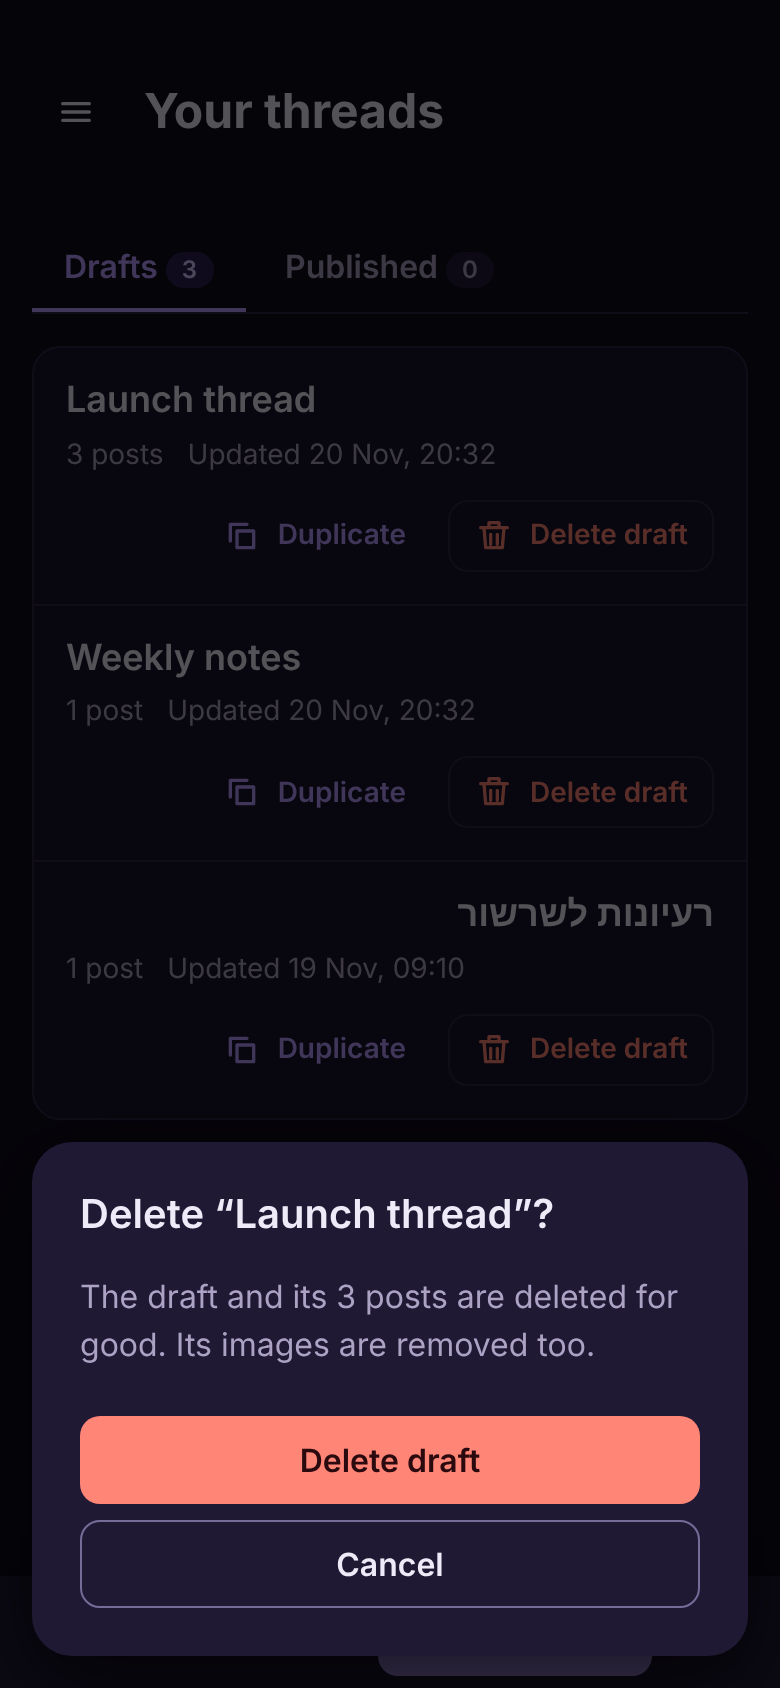 Your threads
Drafts 3 Published 0
Launch thread
3 posts Updated 20 Nov, 20:32
Duplicate Delete draft
Weekly notes
1 post Updated 20 Nov, 20:32
Duplicate Delete draft
רעיונות לשרשור
1 post Updated 19 Nov, 09:10
Duplicate Delete draft
Delete “Launch thread”?
The draft and its 3 posts are deleted for
good. Its images are removed too.
Delete draft
Cancel